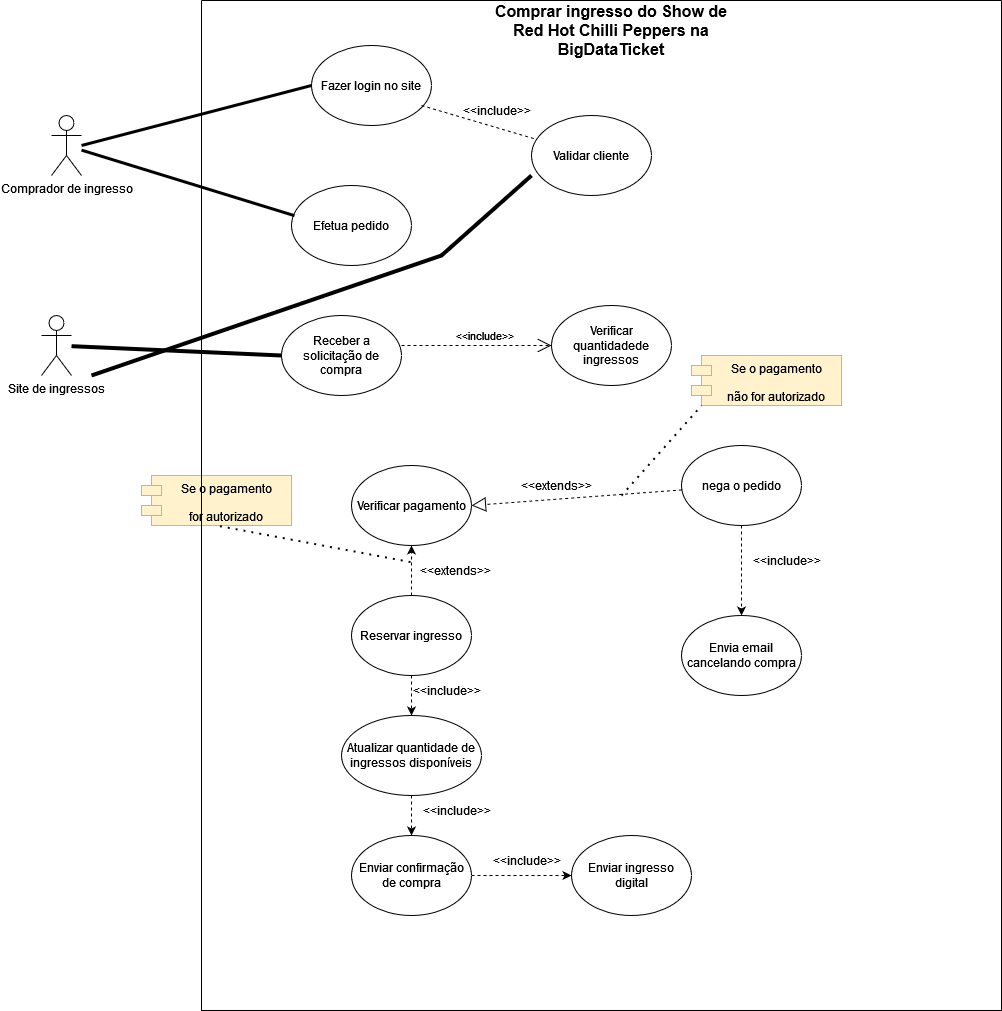 Comprar ingresso do Show de
Red Hot Chilli Peppers na
BigDataTicket
Fazer login no site
<<include>>
Validar cliente
Comprador de ingresso
Efetua pedido
Site de ingressos
Receber a
solicitação de
compra
<<include>>
Verificar
quantidadede
ingressos
Se o pagamento
não for autorizado
Se o pagamento
for autorizado
Verificar pagamento
<<extends>>
nega o pedido
<<extends>>
<<include>>
Reservar ingresso
Envia email
cancelando compra
<<include>>
Atualizar quantidade de
ingressos disponíveis
<<include>>
Enviar confirmação
de compra
<<include>>
Enviar ingresso
digital